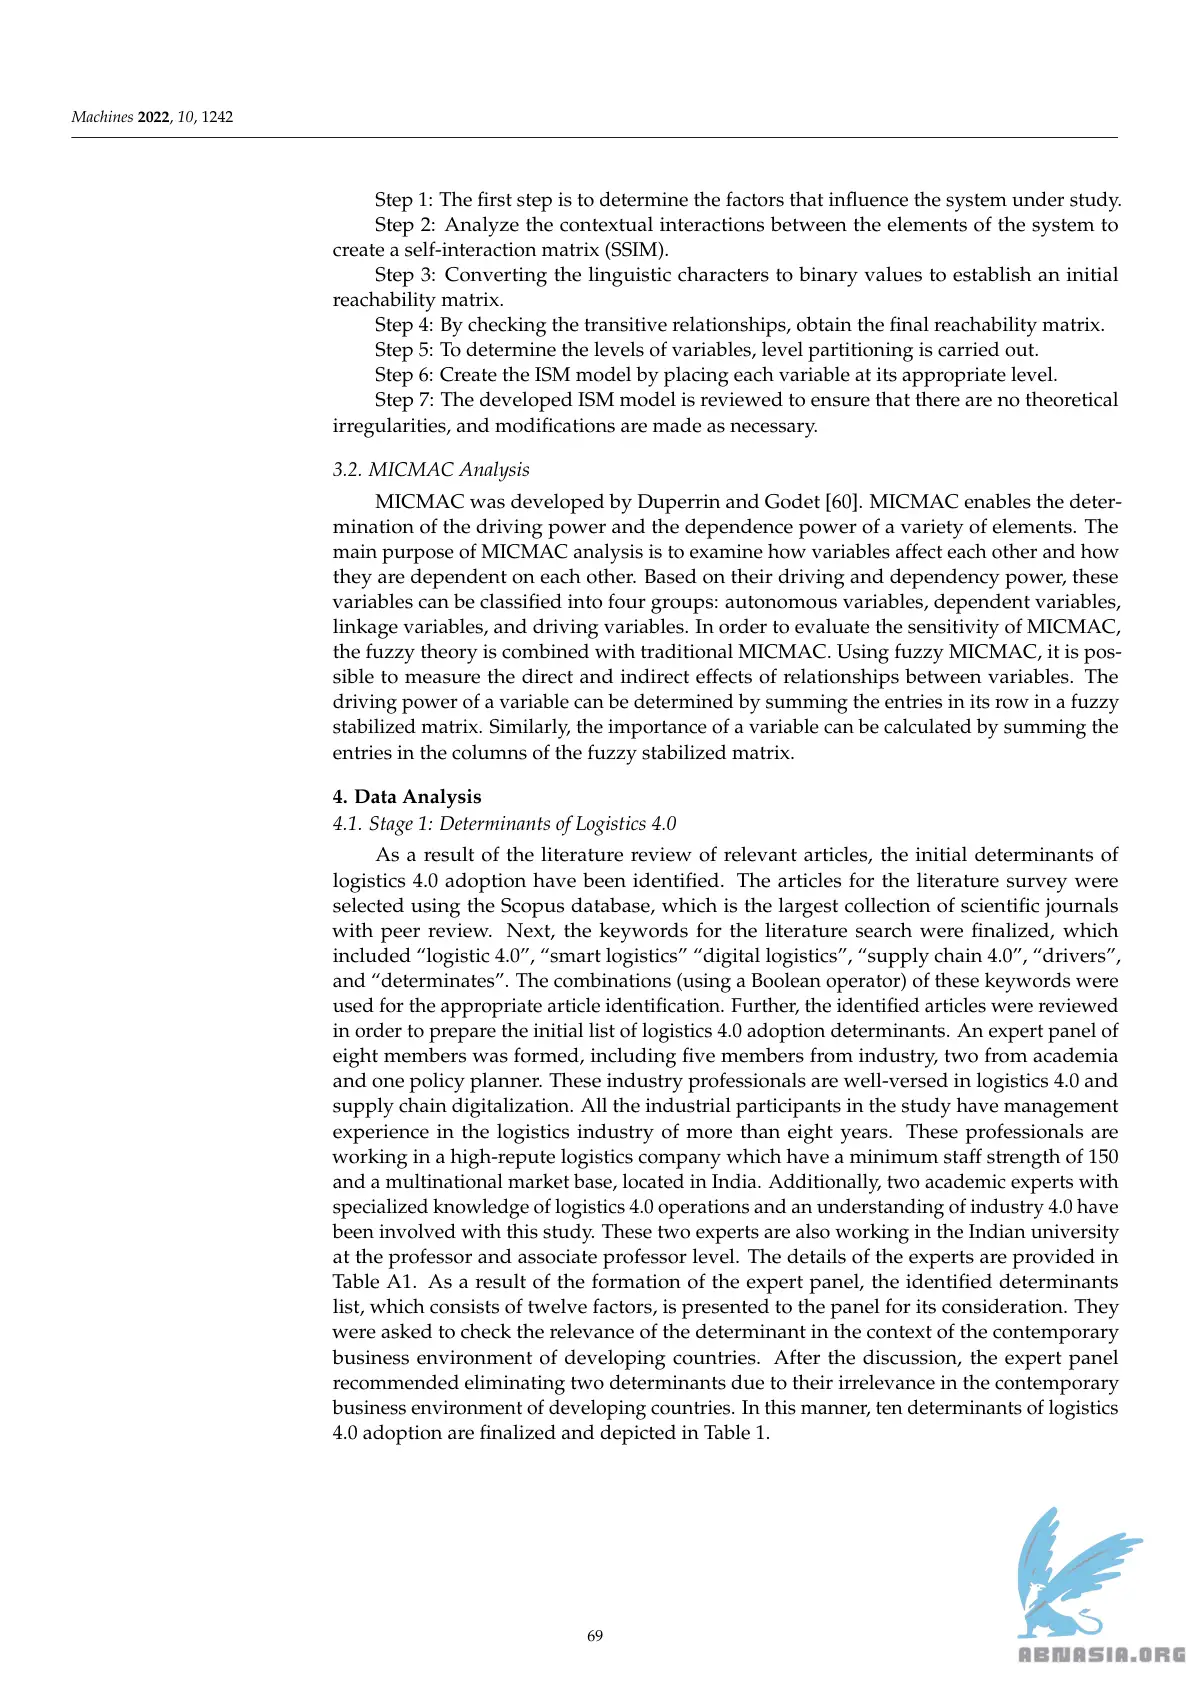 Machines 2022, 10, 1242
Step 1: The first step is to determine the factors that influence the system under study.
Step 2: Analyze the contextual interactions between the elements of the system to
create a self-interaction matrix (SSIM).
Step 3: Converting the linguistic characters to binary values to establish an initial
reachability matrix.
Step 4: By checking the transitive relationships, obtain the final reachability matrix.
Step 5: To determine the levels of variables, level partitioning is carried out.
Step 6: Create the ISM model by placing each variable at its appropriate level.
Step 7: The developed ISM model is reviewed to ensure that there are no theoretical
irregularities, and modifications are made as necessary.
3.2. MICMAC Analysis
MICMAC was developed by Duperrin and Godet [60]. MICMAC enables the deter-
mination of the driving power and the dependence power of a variety of elements. The
main purpose of MICMAC analysis is to examine how variables affect each other and how
they are dependent on each other. Based on their driving and dependency power, these
variables can be classified into four groups: autonomous variables, dependent variables,
linkage variables, and driving variables. In order to evaluate the sensitivity of MICMAC,
the fuzzy theory is combined with traditional MICMAC. Using fuzzy MICMAC, it is pos-
sible to measure the direct and indirect effects of relationships between variables. The
driving power of a variable can be determined by summing the entries in its row in a fuzzy
stabilized matrix. Similarly, the importance of a variable can be calculated by summing the
entries in the columns of the fuzzy stabilized matrix.
4. Data Analysis
4.1. Stage 1: Determinants of Logistics 4.0
As a result of the literature review of relevant articles, the initial determinants of
logistics 4.0 adoption have been identified. The articles for the literature survey were
selected using the Scopus database, which is the largest collection of scientific journals
with peer review. Next, the keywords for the literature search were finalized, which
included “logistic 4.0”, “smart logistics” “digital logistics”, “supply chain 4.0”, “drivers”,
and “determinates”. The combinations (using a Boolean operator) of these keywords were
used for the appropriate article identification. Further, the identified articles were reviewed
in order to prepare the initial list of logistics 4.0 adoption determinants. An expert panel of
eight members was formed, including five members from industry, two from academia
and one policy planner. These industry professionals are well-versed in logistics 4.0 and
supply chain digitalization. All the industrial participants in the study have management
experience in the logistics industry of more than eight years. These professionals are
working in a high-repute logistics company which have a minimum staff strength of 150
and a multinational market base, located in India. Additionally, two academic experts with
specialized knowledge of logistics 4.0 operations and an understanding of industry 4.0 have
been involved with this study. These two experts are also working in the Indian university
at the professor and associate professor level. The details of the experts are provided in
Table A1. As a result of the formation of the expert panel, the identified determinants
list, which consists of twelve factors, is presented to the panel for its consideration. They
were asked to check the relevance of the determinant in the context of the contemporary
business environment of developing countries. After the discussion, the expert panel
recommended eliminating two determinants due to their irrelevance in the contemporary
business environment of developing countries. In this manner, ten determinants of logistics
4.0 adoption are finalized and depicted in Table 1.
69
ABNASIA.ORG